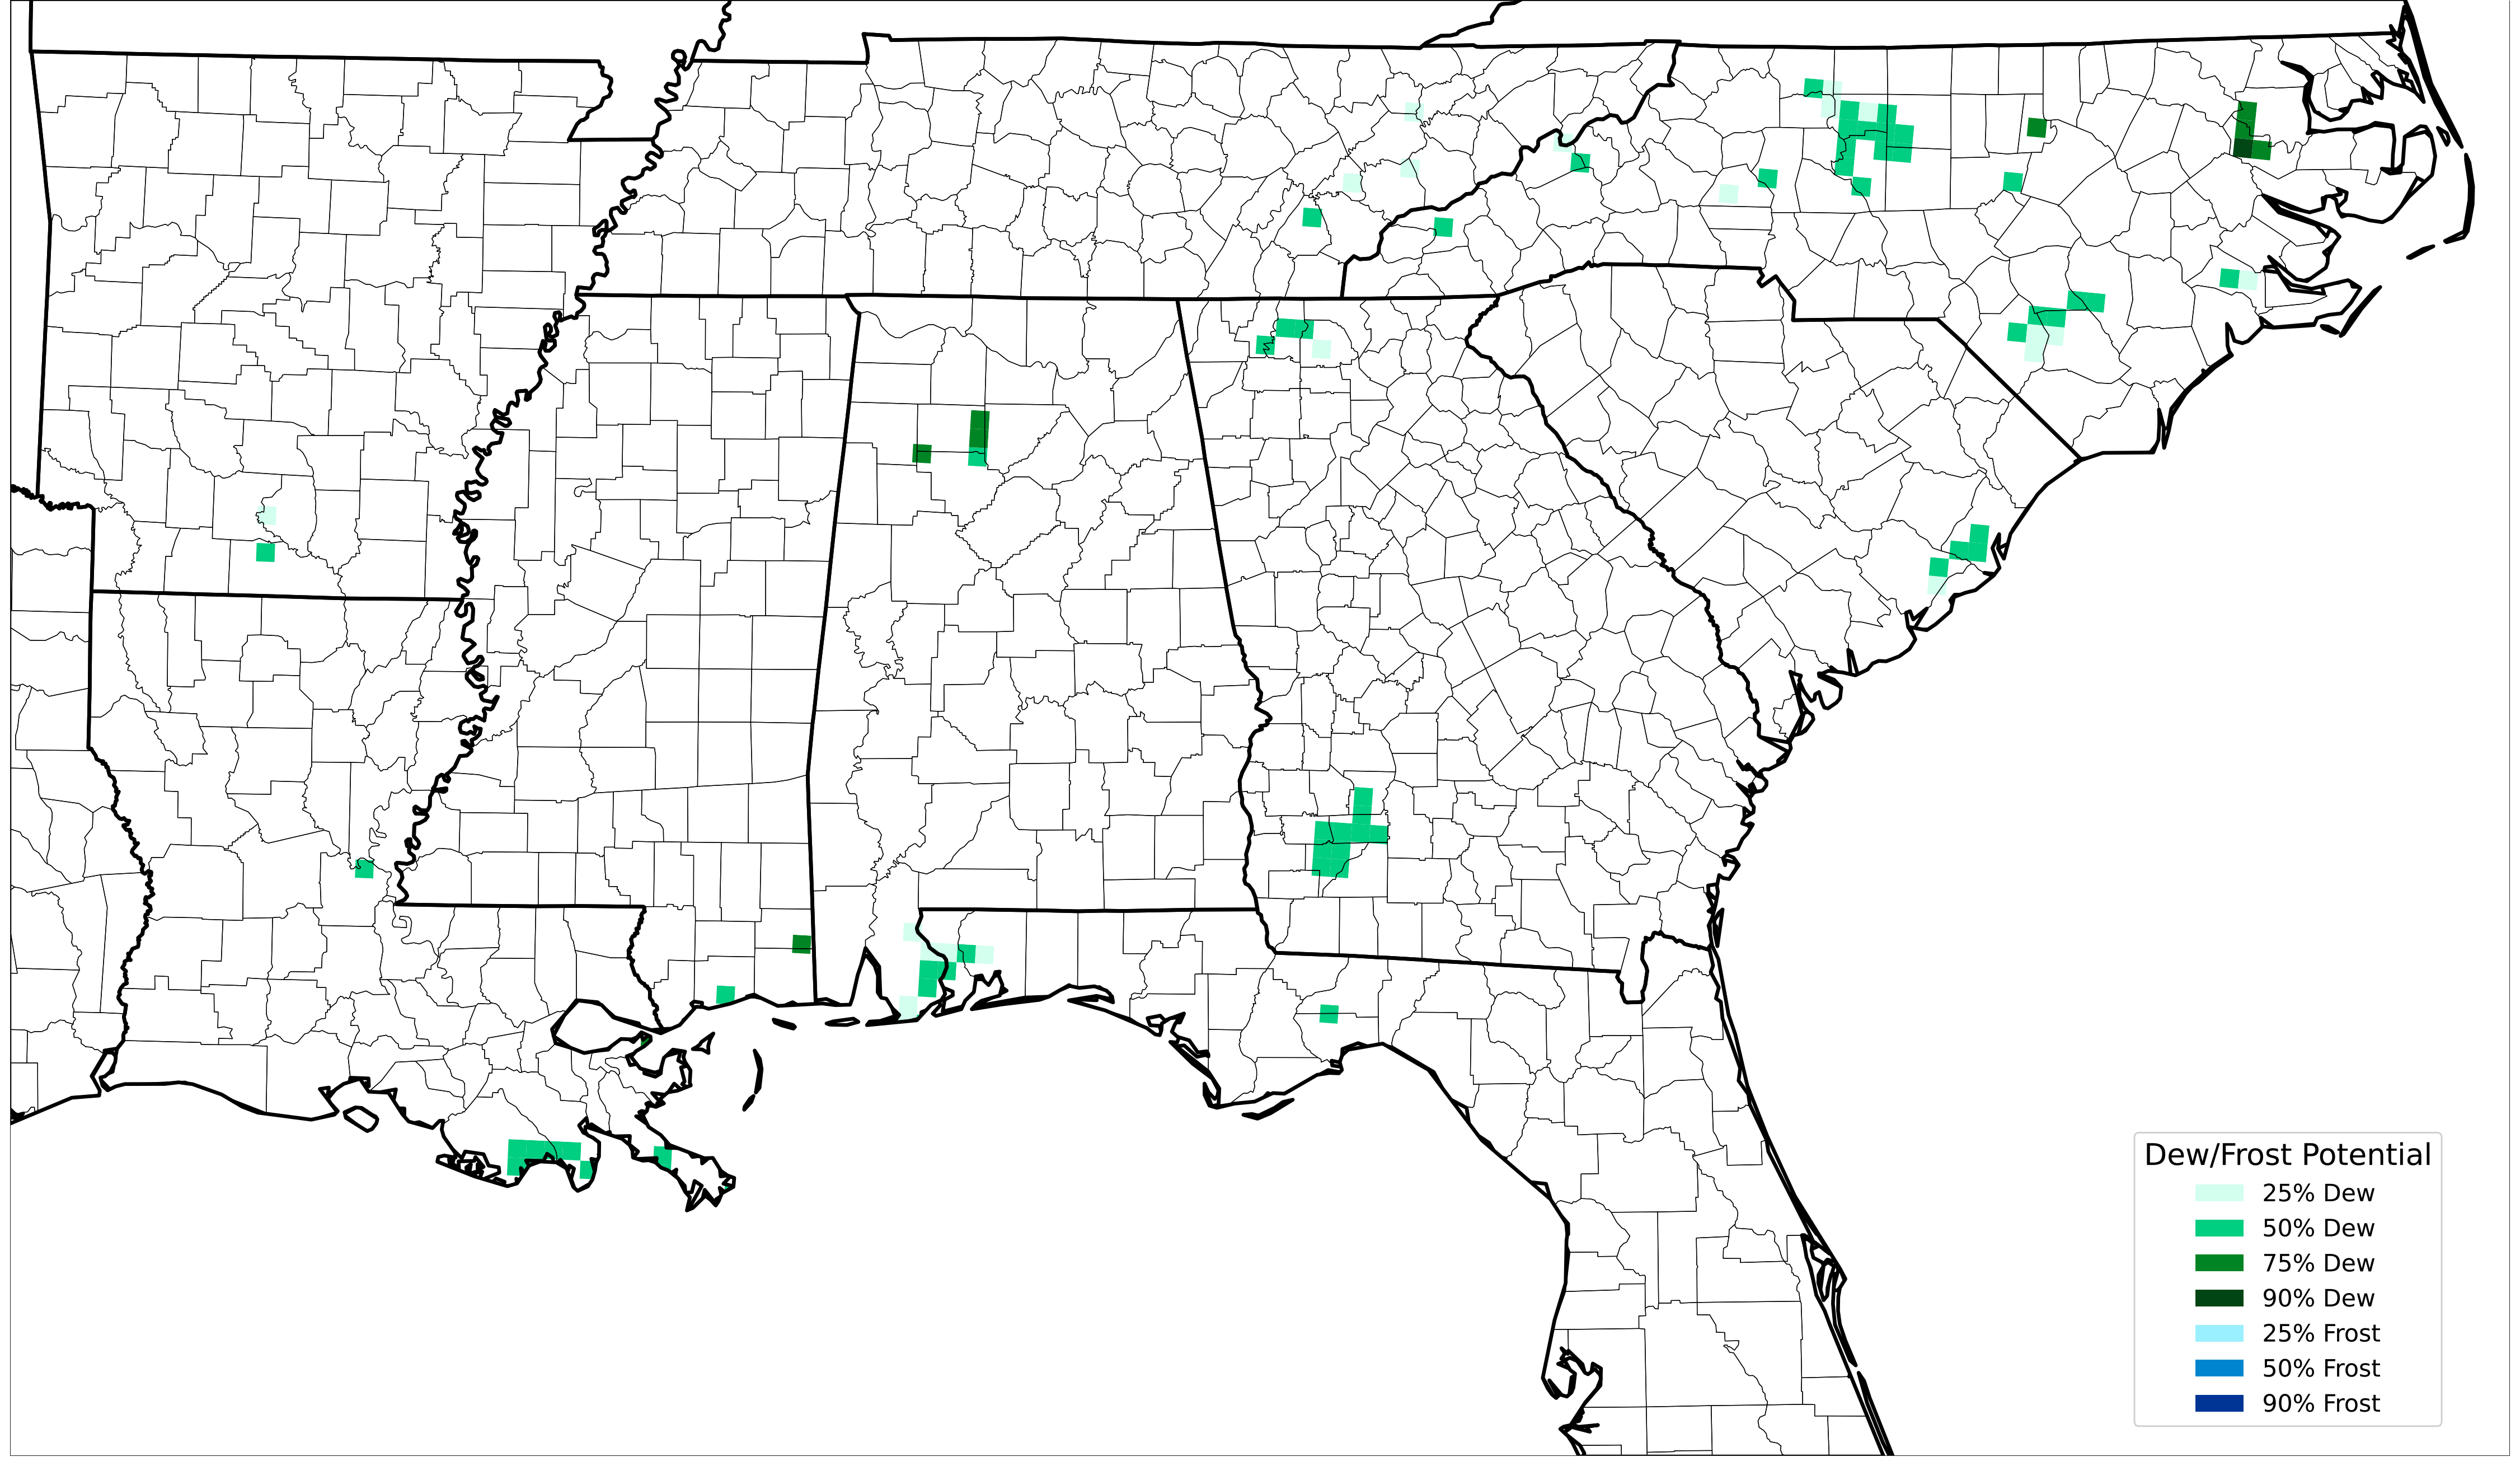 Dew/Frost Potential
25% Dew
50% Dew
75% Dew
90% Dew
25% Frost
50% Frost
90% Frost